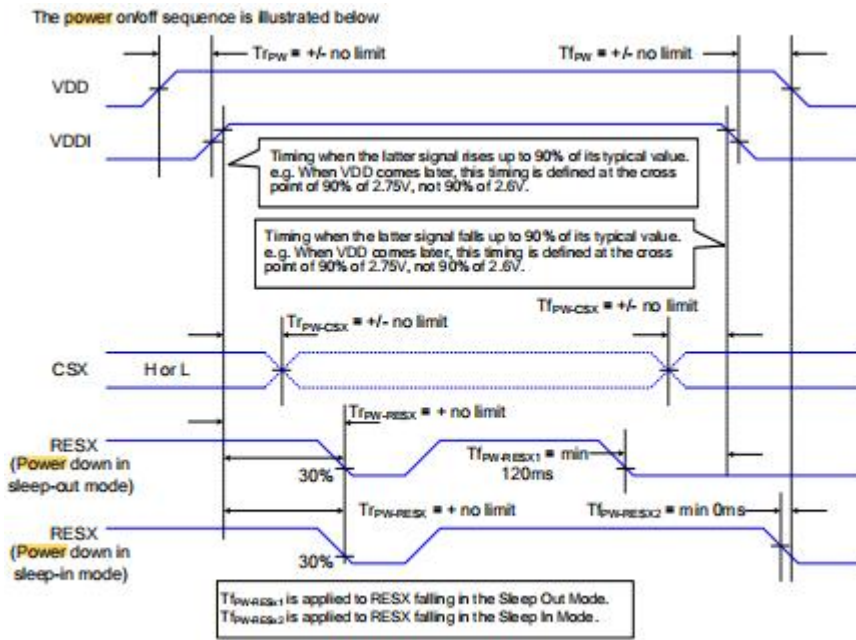 The power on/off sequence is illustrated below
TrPW = +/- no limit
TfPW = +/- no limit
VDD
VDDI
Timing when the latter signal rises up to 90% of its typical value.
e.g. When VDD comes later, this timing is defined at the cross
point of 90% of 2.75V, not 90% of 2.6V.
Timing when the latter signal falls up to 90% of its typical value.
e.g. When VDD comes later, this timing is defined at the cross
point of 90% of 2.75V, not 90% of 2.6V.
TrPW-CSX = +/- no limit
TfPW-CSX = +/- no limit
CSX
H or L
TrPW-RESX = + no limit
RESX
(Power down in
sleep-out mode)
30%
TfPW-RESX1 = min
120ms
TrPW-RESX = + no limit
TfPW-RESX2 = min 0ms
RESX
(Power down in
sleep-in mode)
30%
TfPW-RESx1 is applied to RESX falling in the Sleep Out Mode.
TfPW-RESx2 is applied to RESX falling in the Sleep In Mode.